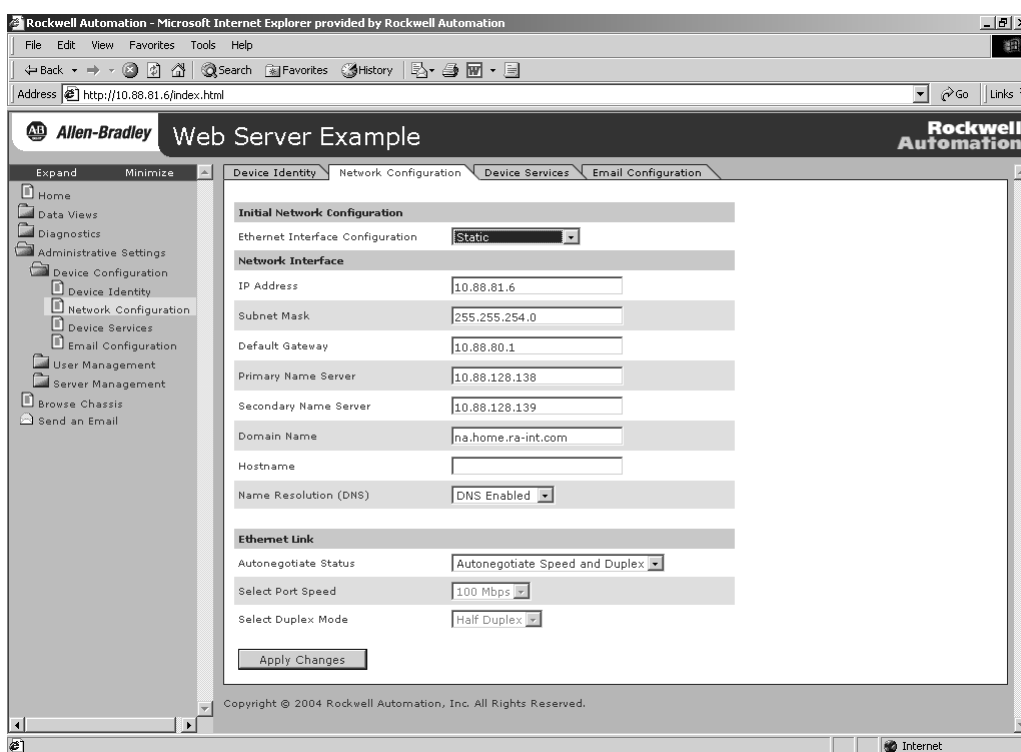 Rockwell Automation - Microsoft Internet Explorer provided by Rockwell Automation
File Edit View Favorites Tools Help
Back Search Favorites History
Address http://10.88.81.6/index.html Go Links
AB Allen-Bradley Web Server Example Rockwell Automation
Expand Minimize
Home
Data Views
Diagnostics
Administrative Settings
Device Configuration
Device Identity
Network Configuration
Device Services
Email Configuration
User Management
Server Management
Browse Chassis
Send an Email
Device Identity Network Configuration Device Services Email Configuration
Initial Network Configuration
Ethernet Interface Configuration Static
Network Interface
IP Address 10.88.81.6
Subnet Mask 255.255.254.0
Default Gateway 10.88.80.1
Primary Name Server 10.88.128.138
Secondary Name Server 10.88.128.139
Domain Name na.home.ra-int.com
Hostname
Name Resolution (DNS) DNS Enabled
Ethernet Link
Autonegotiate Status Autonegotiate Speed and Duplex
Select Port Speed 100 Mbps
Select Duplex Mode Half Duplex
Apply Changes
Copyright © 2004 Rockwell Automation, Inc. All Rights Reserved.
Internet